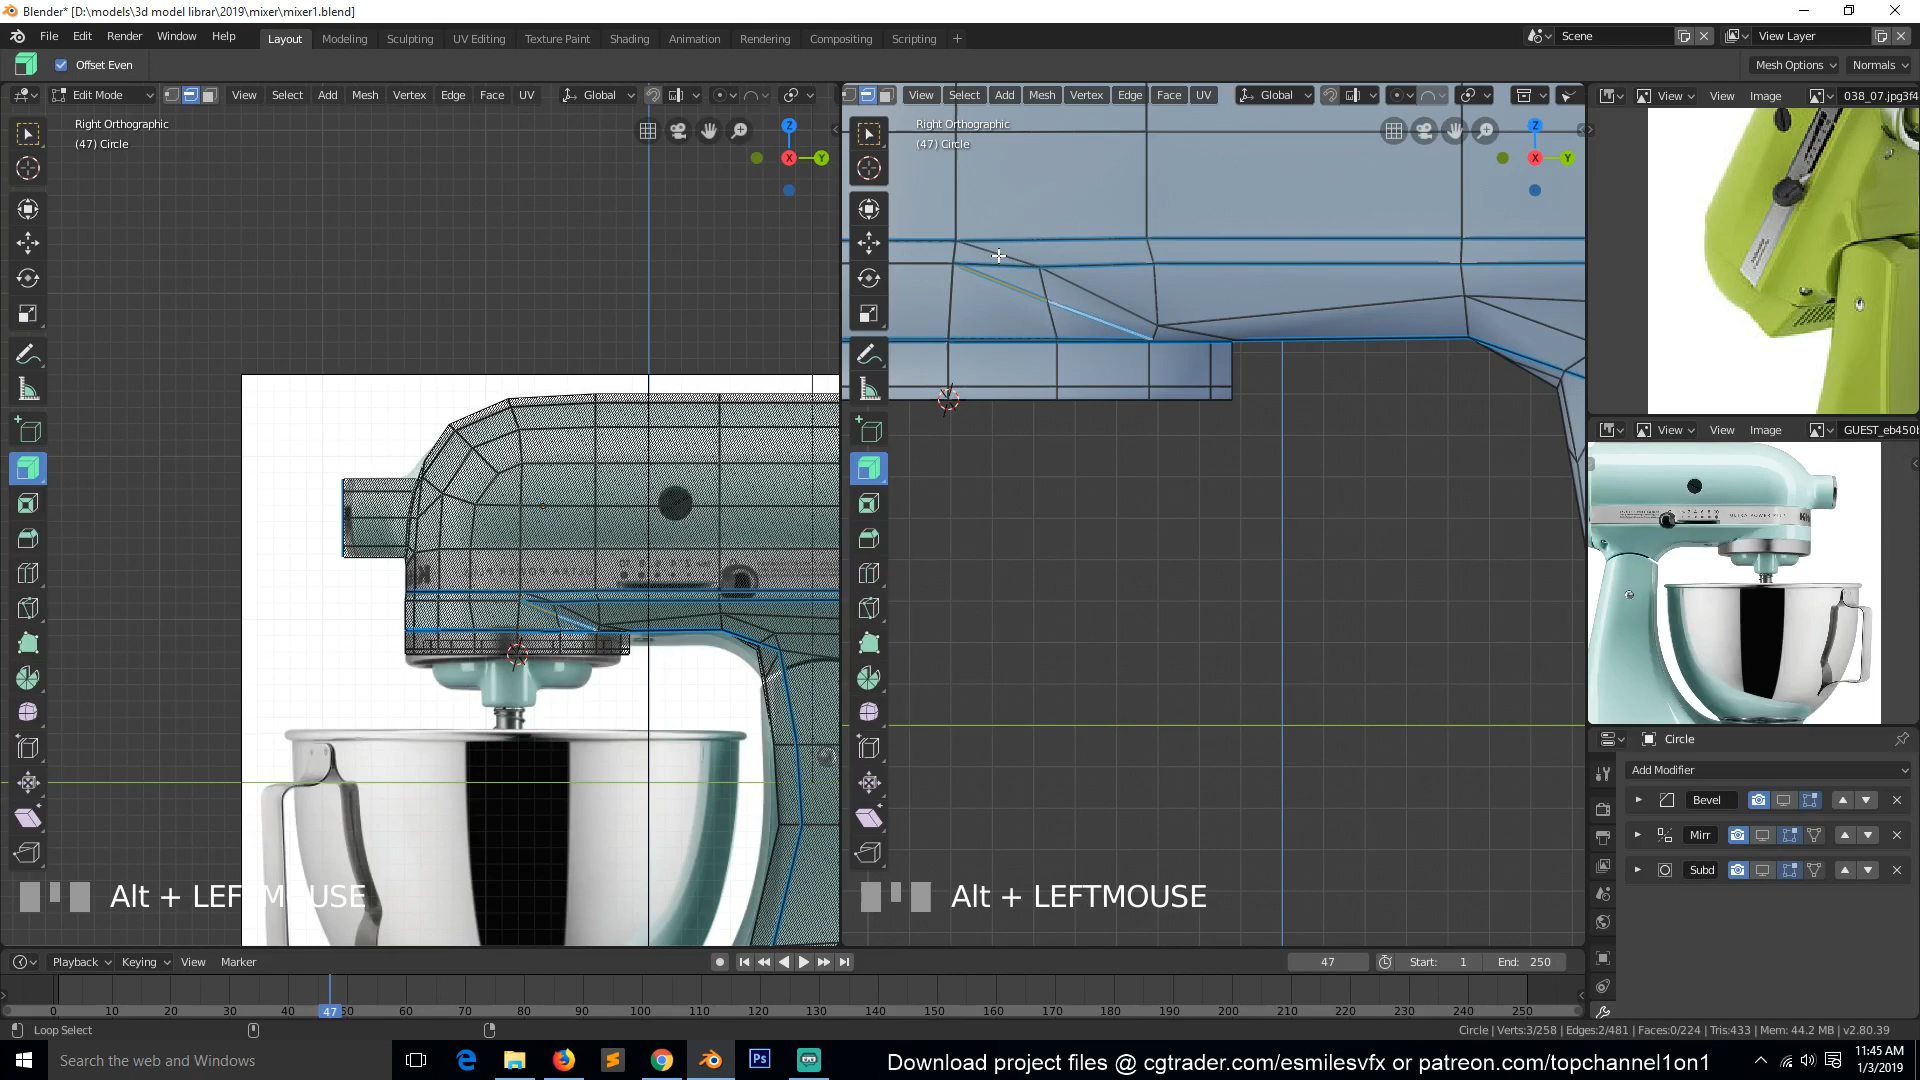 Blender* [D:\models\3d model librar\2019\mixer\mixer1.blend]
File Edit Render Window Help Layout Modeling Sculpting UV Editing Texture Paint Shading Animation Rendering Compositing Scripting + Scene View Layer
Offset Even Mesh Options Normals
Edit Mode View Select Add Mesh Vertex Edge Face UV Global
View Select Add Mesh Vertex Edge Face UV Global
View View Image 038_07.jpg3f4
Right Orthographic
(47) Circle
Z
X
Y
Right Orthographic
(47) Circle
Z
X
Y
View View Image GUEST_eb450b
Circle
Add Modifier
Bevel
Mirr
Subd
Alt + LEFTMOUSE
Alt + LEFTMOUSE
Playback Keying View Marker 47 Start: 1 End: 250
0 10 20 30 40 47 50 60 70 80 90 100 110 120 130 140 150 160 170 180 190 200 210 220 230 240 250
Loop Select Circle | Verts:3/258 | Edges:2/481 | Faces:0/224 | Tris:433 | Mem: 44.2 MB | v2.80.39
Search the web and Windows
Ps
Download project files @ cgtrader.com/esmilesvfx or patreon.com/topchannel1on1
11:45 AM
1/3/2019